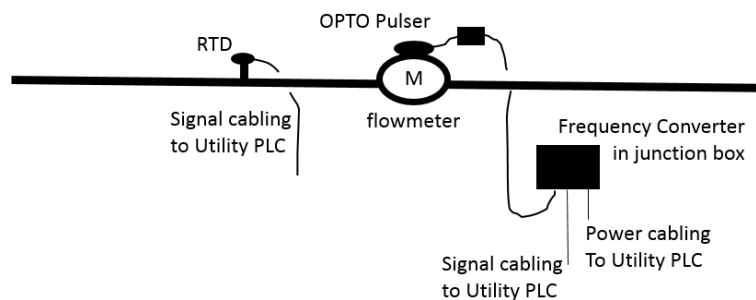 OPTO Pulser
RTD
M
flowmeter
Signal cabling
to Utility PLC
Frequency Converter
in junction box
Power cabling
To Utility PLC
Signal cabling
to Utility PLC